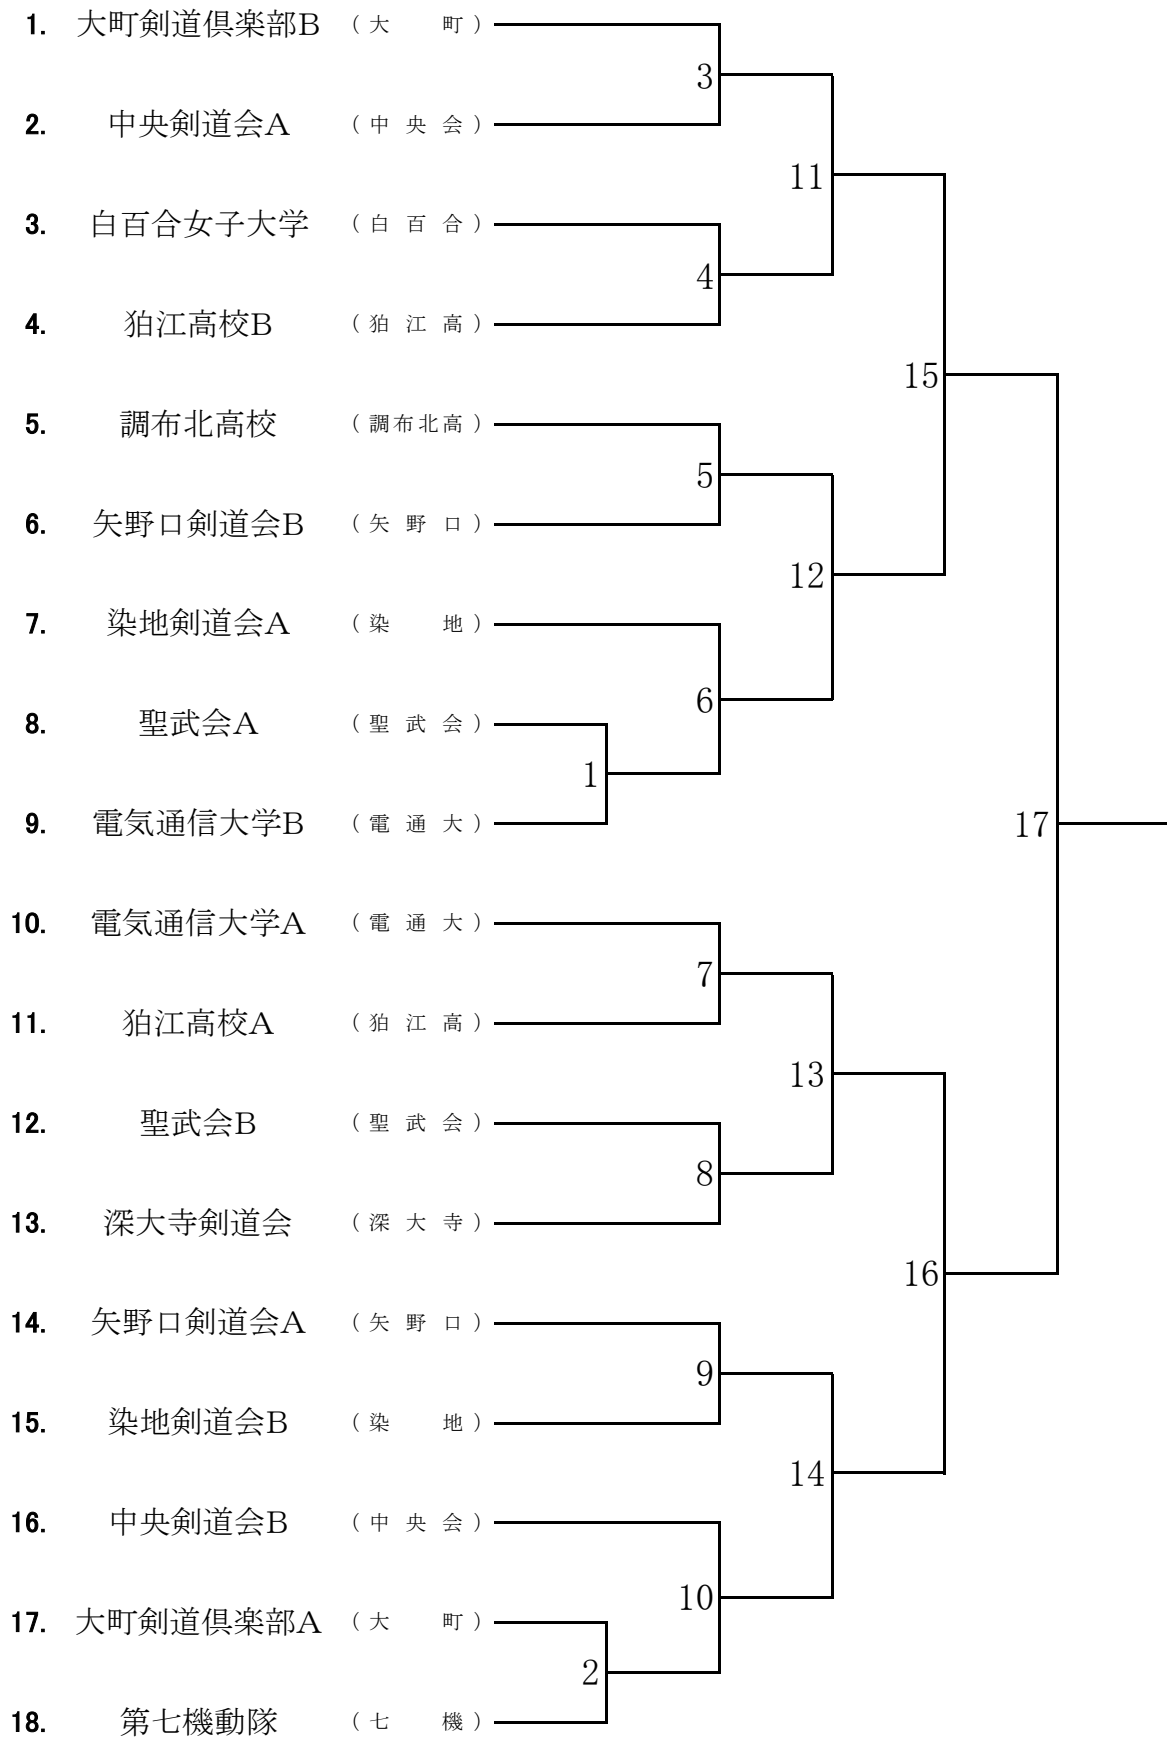 1. 大町剣道倶楽部B (大 町)
3
2. 中央剣道会A (中央会)
11
3. 白百合女子大学 (白百合)
4
4. 狛江高校B (狛江高)
15
5. 調布北高校 (調布北高)
5
6. 矢野口剣道会B (矢野口)
12
7. 染地剣道会A (染 地)
6
8. 聖武会A (聖武会)
1
9. 電気通信大学B (電通大)
17
10. 電気通信大学A (電通大)
7
11. 狛江高校A (狛江高)
13
12. 聖武会B (聖武会)
8
13. 深大寺剣道会 (深大寺)
16
14. 矢野口剣道会A (矢野口)
9
15. 染地剣道会B (染 地)
14
16. 中央剣道会B (中央会)
10
17. 大町剣道倶楽部A (大 町)
2
18. 第七機動隊 (七 機)